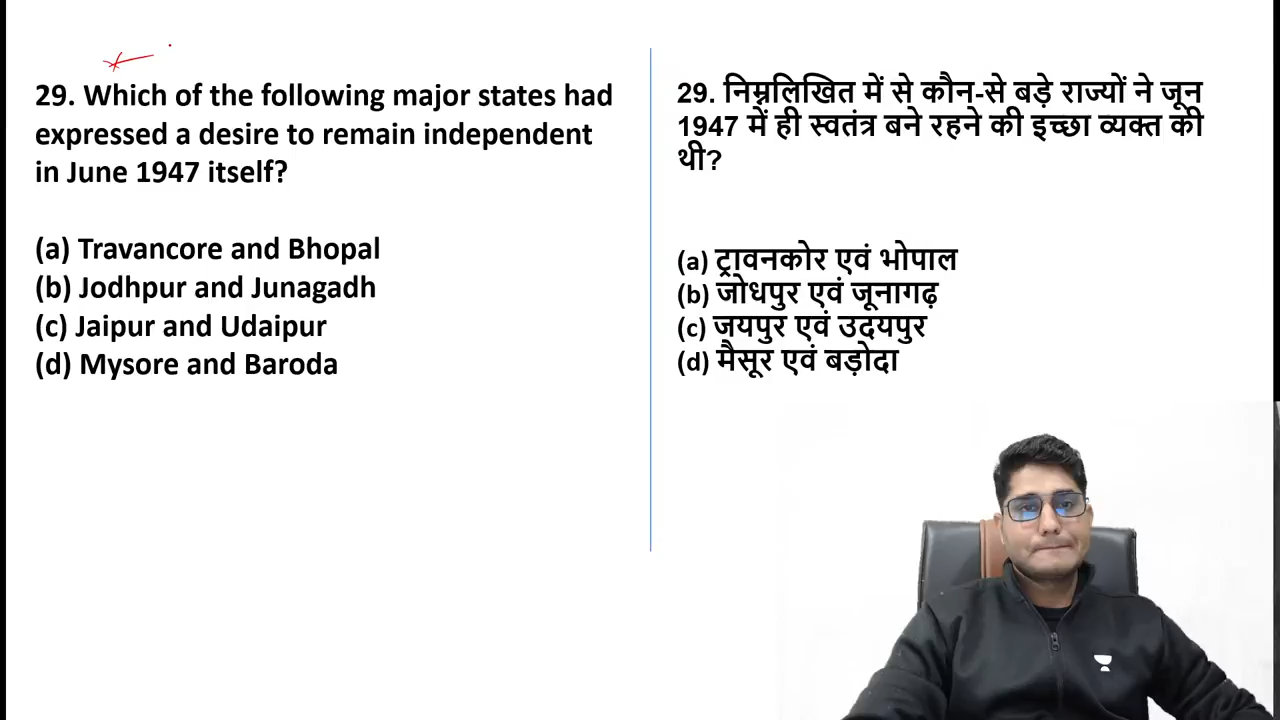 29. Which of the following major states had
expressed a desire to remain independent
in June 1947 itself?
(a) Travancore and Bhopal
(b) Jodhpur and Junagadh
(c) Jaipur and Udaipur
(d) Mysore and Baroda
29. निम्नलिखित में से कौन-से बड़े राज्यों ने जून
1947 में ही स्वतंत्र बने रहने की इच्छा व्यक्त की
थी?
(a) ट्रावनकोर एवं भोपाल
(b) जोधपुर एवं जूनागढ़
(c) जयपुर एवं उदयपुर
(d) मैसूर एवं बड़ोदा